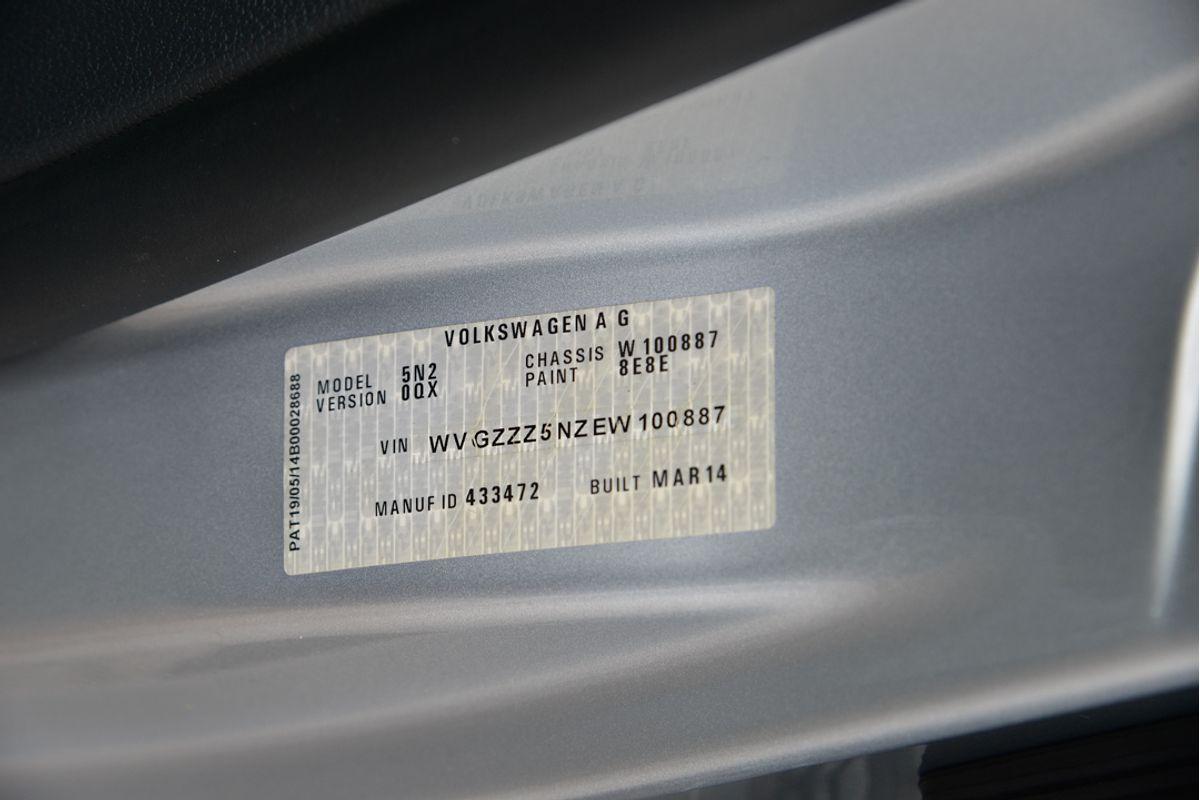 VOLKSWAGEN A G
MODEL 5N2 CHASSIS W100887
VERSION 0QX PAINT 8E8E
VIN WVGZZZ5NZEW100887
MANUF ID 433472 BUILT MAR14
PAT19/05/14B00028688